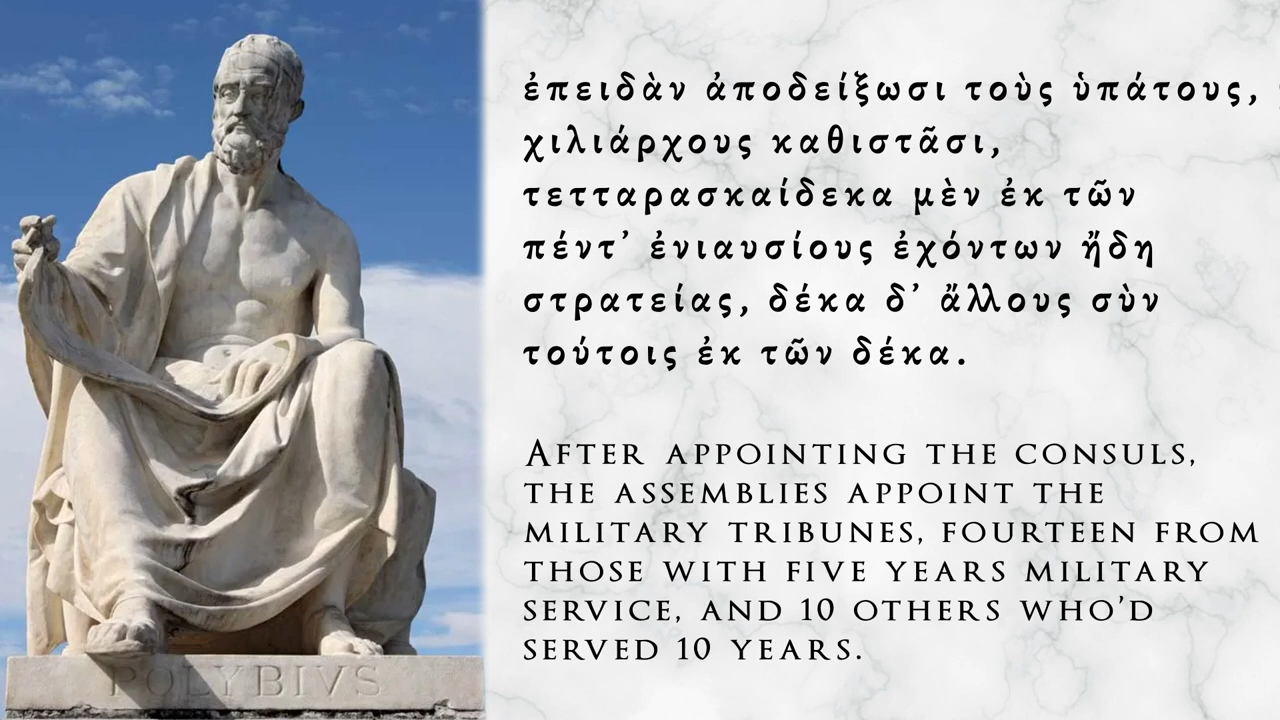 ἐπειδὰν ἀποδείξωσι τοὺς ὑπάτους,
χιλιάρχους καθιστᾶσι,
τετταρασκαίδεκα μὲν ἐκ τῶν
πέντ’ ἐνιαυσίους ἐχόντων ἤδη
στρατείας, δέκα δ’ ἄλλους σὺν
τούτοις ἐκ τῶν δέκα.
AFTER APPOINTING THE CONSULS,
THE ASSEMBLIES APPOINT THE
MILITARY TRIBUNES, FOURTEEN FROM
THOSE WITH FIVE YEARS MILITARY
SERVICE, AND 10 OTHERS WHO’D
SERVED 10 YEARS.
POLYBIVS